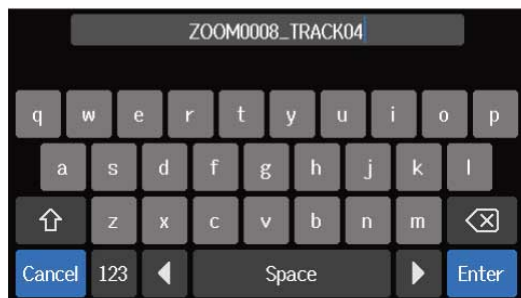 ZOOM0008_TRACK04
q w e r t y u i o p
a s d f g h j k l
z x c v b n m
Cancel 123 Space Enter